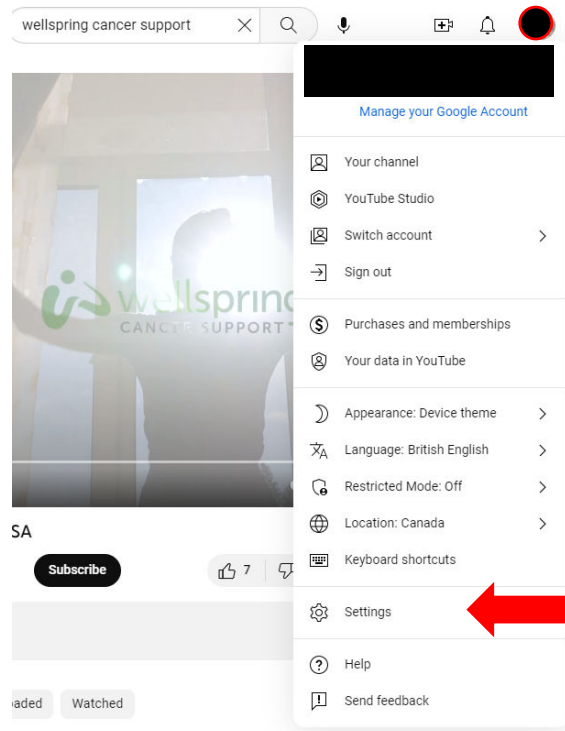 wellspring cancer support
Manage your Google Account
Your channel
YouTube Studio
Switch account
Sign out
Purchases and memberships
Your data in YouTube
Appearance: Device theme
Language: British English
Restricted Mode: Off
Location: Canada
Keyboard shortcuts
Settings
Help
Send feedback
wellspring
CANCER SUPPORT
SA
Subscribe
7
oaded
Watched